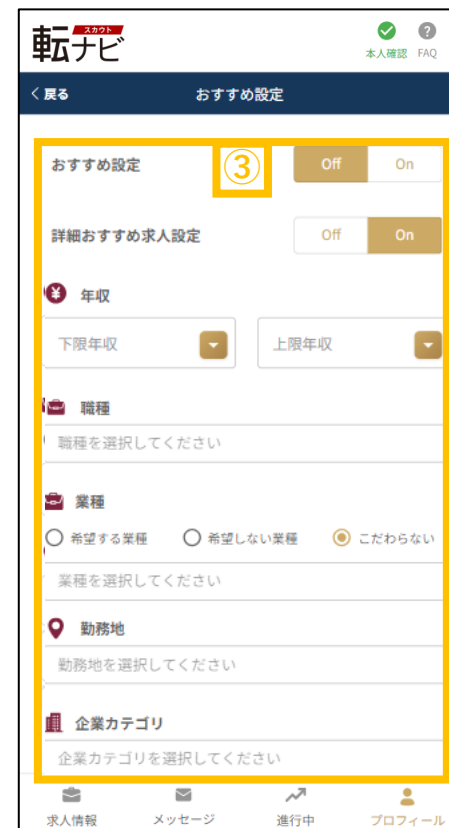 スカウト
転ナビ
本人確認 FAQ
戻る おすすめ設定
おすすめ設定 ③ Off On
詳細おすすめ求人設定 Off On
年収
下限年収 上限年収
職種
職種を選択してください
業種
希望する業種 希望しない業種 こだわらない
業種を選択してください
勤務地
勤務地を選択してください
企業カテゴリ
企業カテゴリを選択してください
求人情報 メッセージ 進行中 プロフィール